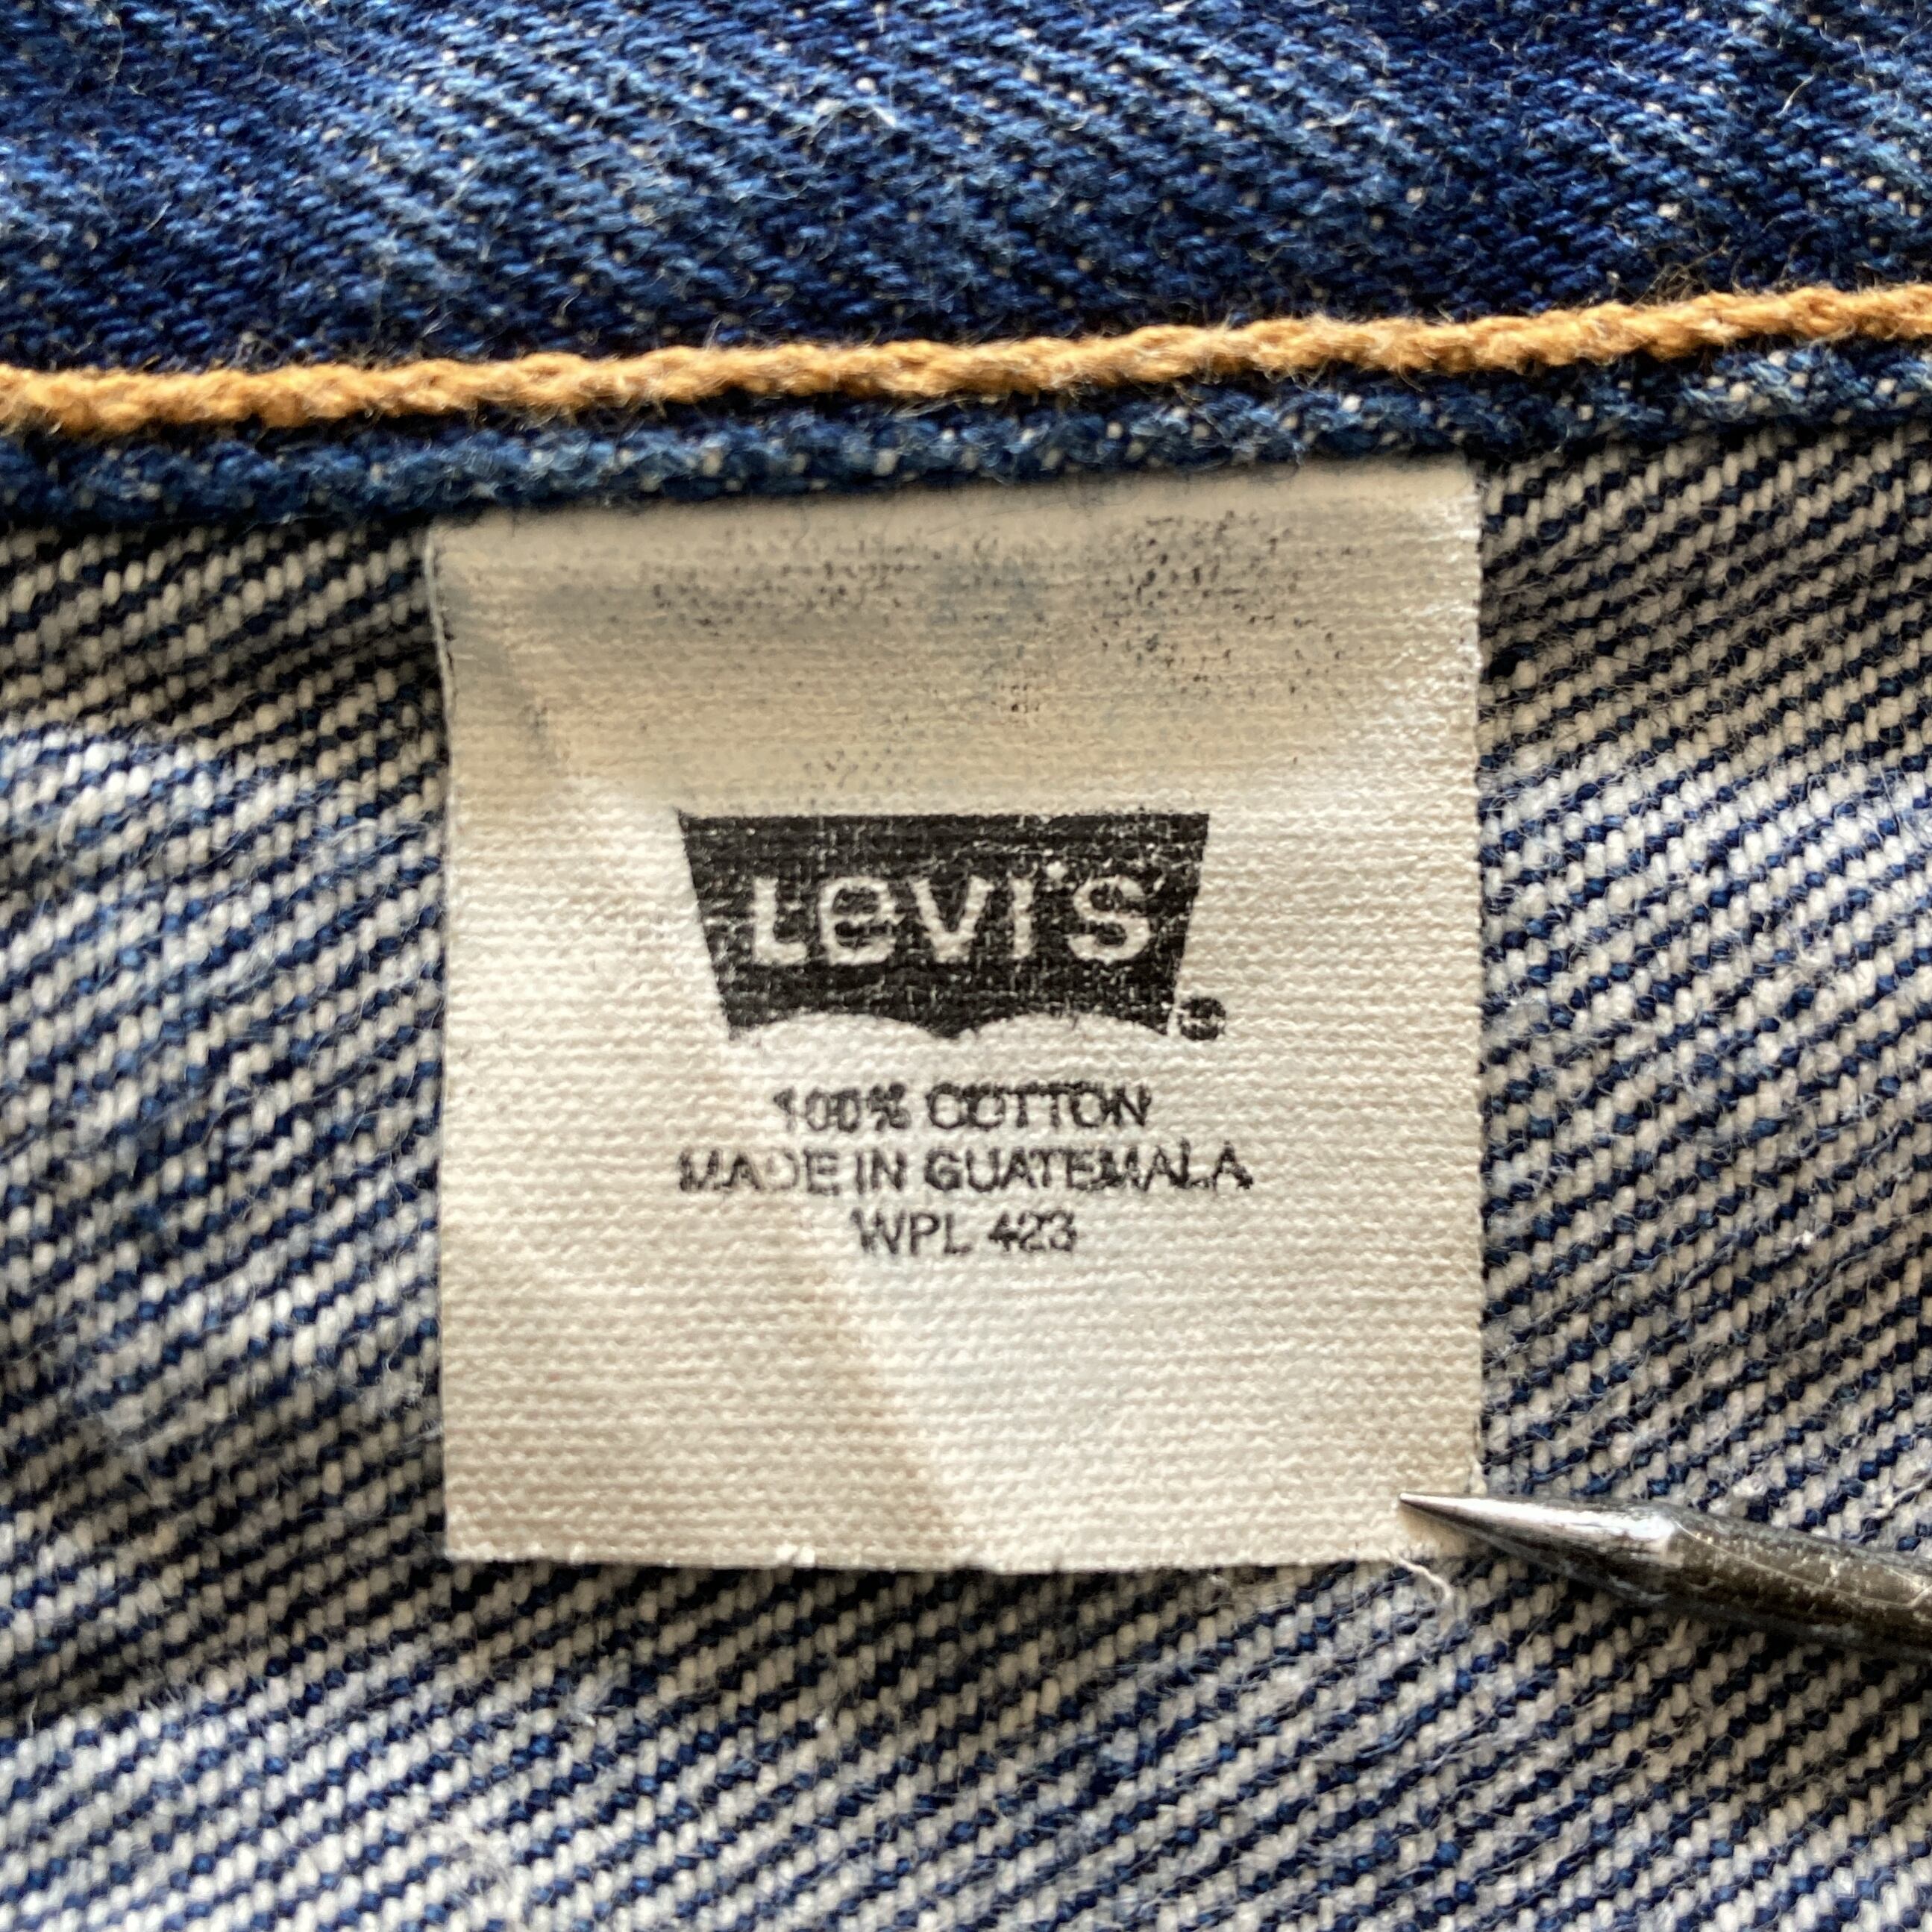 LeVI'S
100% COTTON
MADE IN GUATEMALA
WPL 423